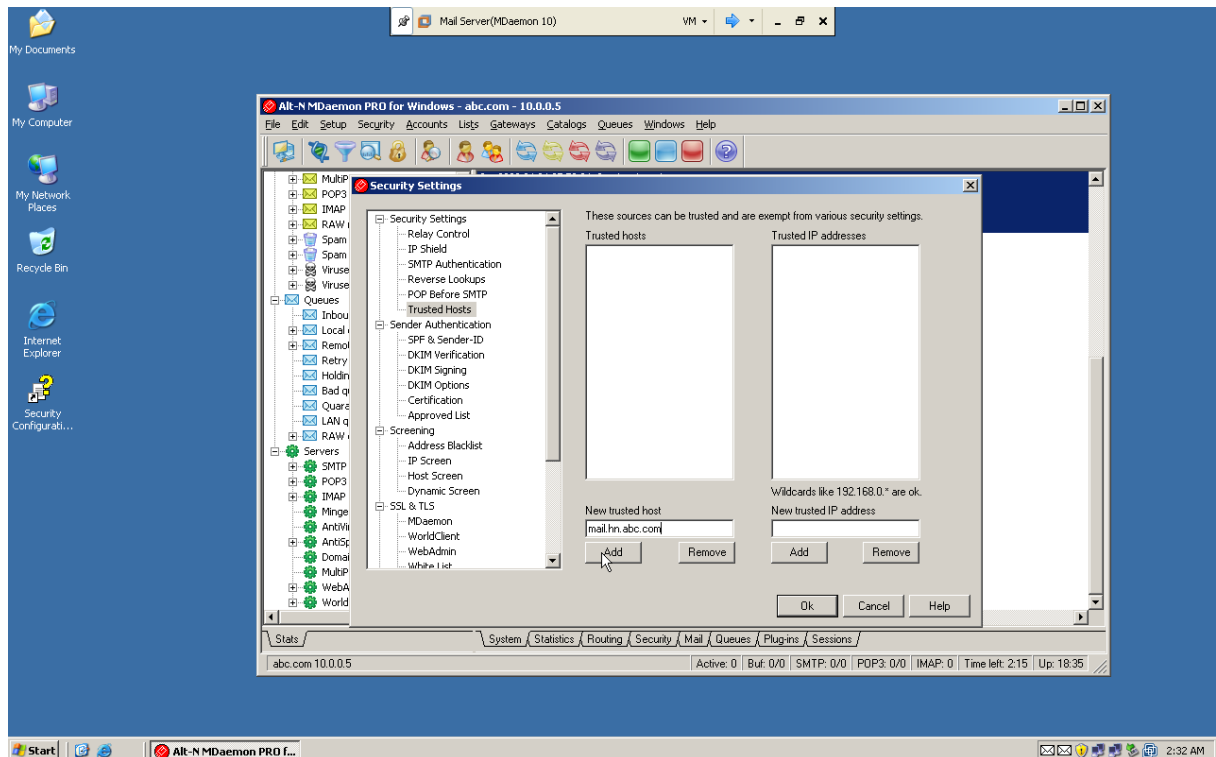 Mail Server(MDaemon 10)
VM
My Documents
My Computer
My Network
Places
Recycle Bin
Internet
Explorer
Security
Configurati...
Alt-N MDaemon PRO for Windows - abc.com - 10.0.0.5
File Edit Setup Security Accounts Lists Gateways Catalogs Queues Windows Help
MultiP
POP3
IMAP
RAW
Spam
Spam
Viruse
Viruse
Queues
Inbou
Local
Remot
Retry
Holdin
Bad q
Quara
LAN q
RAW
Servers
SMTP
POP3
IMAP
Minge
AntiVi
AntiSp
Domai
MultiP
WebA
World
Security Settings
Security Settings
Relay Control
IP Shield
SMTP Authentication
Reverse Lookups
POP Before SMTP
Trusted Hosts
Sender Authentication
SPF & Sender-ID
DKIM Verification
DKIM Signing
DKIM Options
Certification
Approved List
Screening
Address Blacklist
IP Screen
Host Screen
Dynamic Screen
SSL & TLS
MDaemon
WorldClient
WebAdmin
White List
These sources can be trusted and are exempt from various security settings.
Trusted hosts
Trusted IP addresses
Wildcards like 192.168.0.* are ok.
New trusted host
New trusted IP address
mail.hn.abc.com
Add Remove Add Remove
Ok Cancel Help
Stats
System Statistics Routing Security Mail Queues Plug-ins Sessions
abc.com 10.0.0.5
Active: 0 Buf: 0/0 SMTP: 0/0 POP3: 0/0 IMAP: 0 Time left: 2:15 Up: 18:35
Start
Alt-N MDaemon PRO f...
2:32 AM